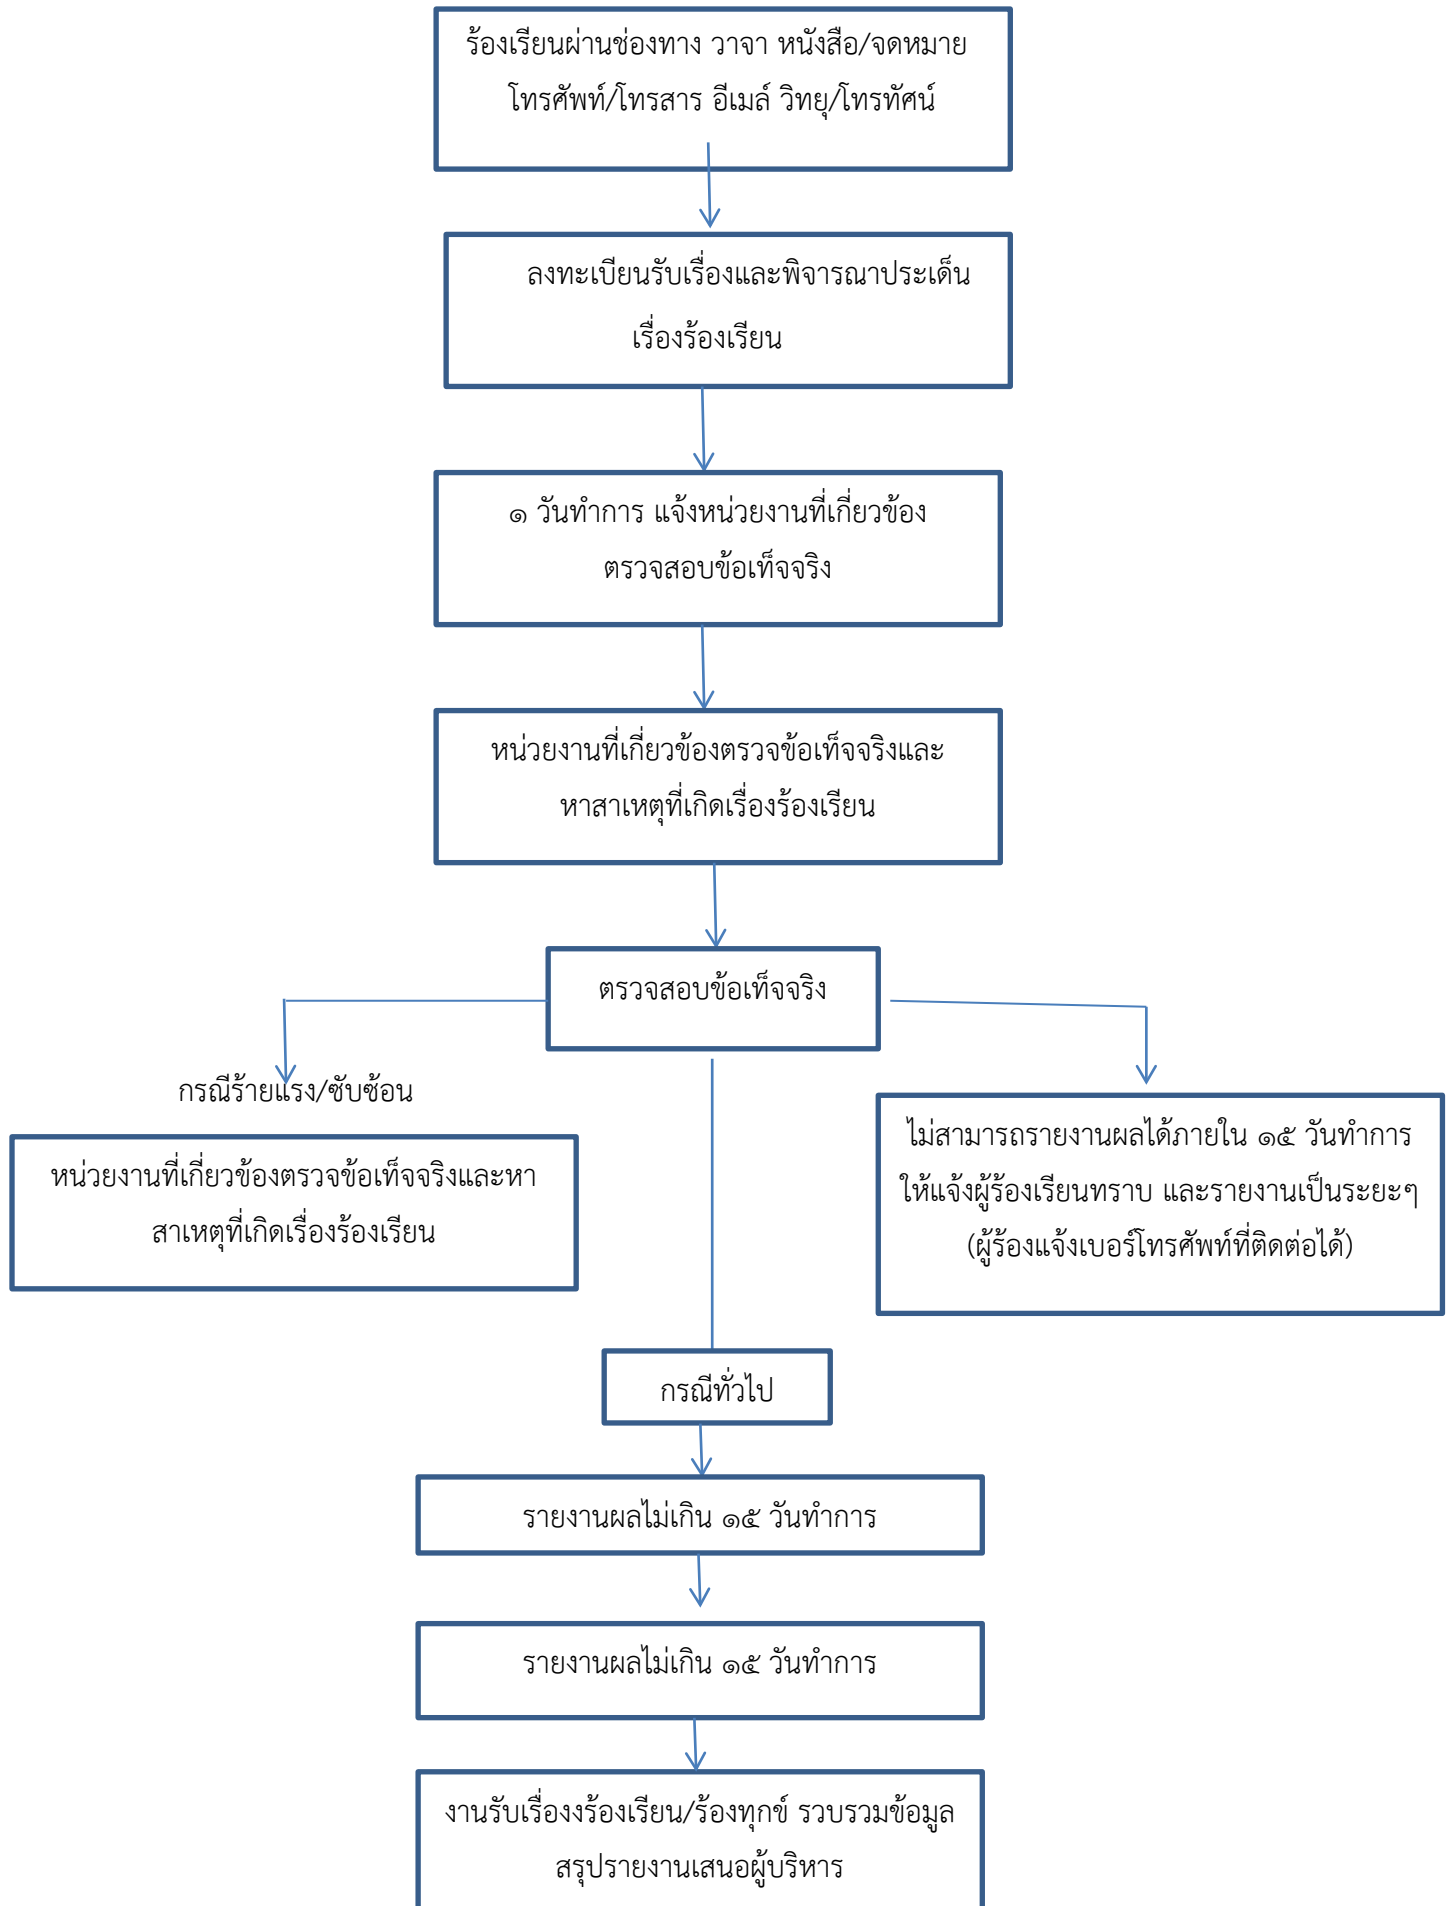 ร้องเรียนผ่านช่องทาง วาจา หนังสือ/จดหมาย
โทรศัพท์/โทรสาร อีเมล์ วิทยุ/โทรทัศน์
ลงทะเบียนรับเรื่องและพิจารณาประเด็น
เรื่องร้องเรียน
๑ วันทำการ แจ้งหน่วยงานที่เกี่ยวข้อง
ตรวจสอบข้อเท็จจริง
หน่วยงานที่เกี่ยวข้องตรวจข้อเท็จจริงและ
หาสาเหตุที่เกิดเรื่องร้องเรียน
ตรวจสอบข้อเท็จจริง
กรณีร้ายแรง/ซับซ้อน
หน่วยงานที่เกี่ยวข้องตรวจข้อเท็จจริงและหา
สาเหตุที่เกิดเรื่องร้องเรียน
ไม่สามารถรายงานผลได้ภายใน ๑๕ วันทำการ
ให้แจ้งผู้ร้องเรียนทราบ และรายงานเป็นระยะๆ
(ผู้ร้องแจ้งเบอร์โทรศัพท์ที่ติดต่อได้)
กรณีทั่วไป
รายงานผลไม่เกิน ๑๕ วันทำการ
รายงานผลไม่เกิน ๑๕ วันทำการ
งานรับเรื่องงร้องเรียน/ร้องทุกข์ รวบรวมข้อมูล
สรุปรายงานเสนอผู้บริหาร